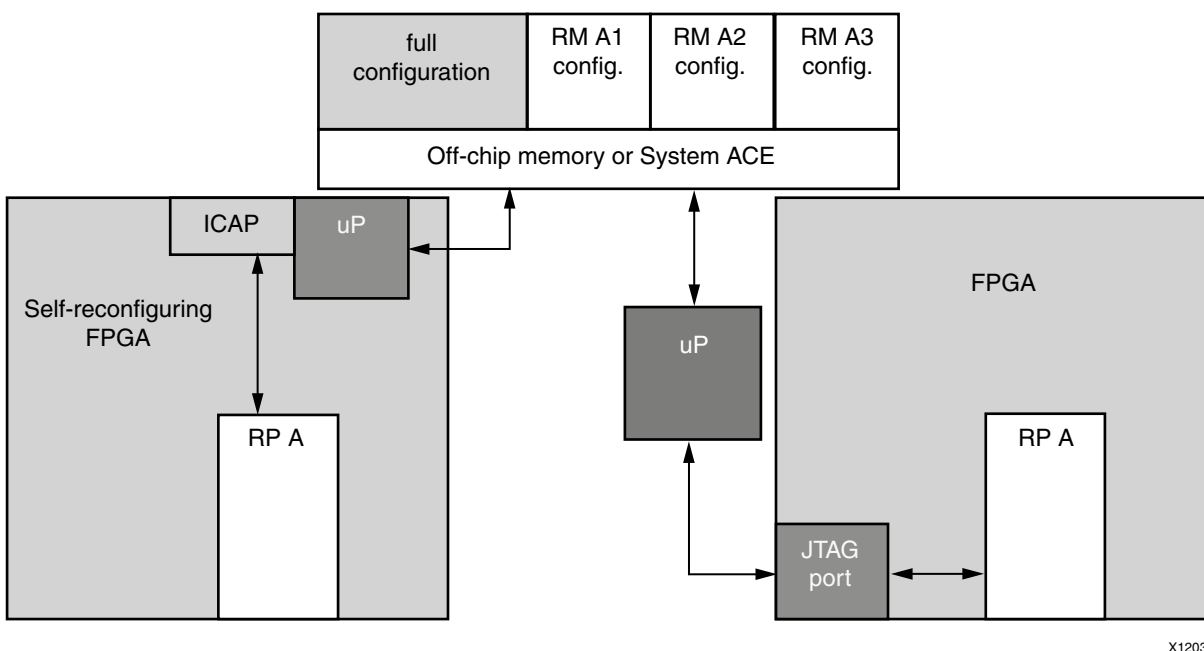 full
configuration
RM A1
config.
RM A2
config.
RM A3
config.
Off-chip memory or System ACE
ICAP
uP
Self-reconfiguring
FPGA
RP A
uP
FPGA
JTAG
port
RP A
X1203